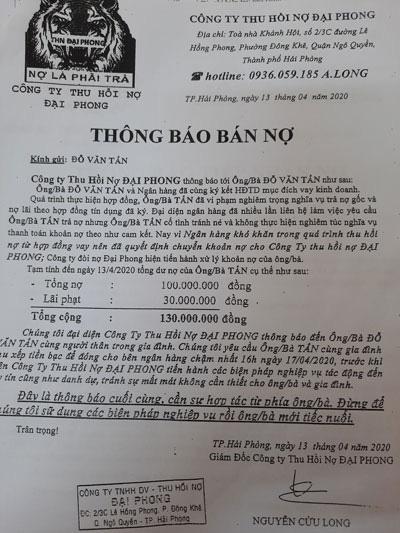 CÔNG TY THU HỒI NỢ ĐẠI PHONG
Địa chỉ: Toà nhà Khánh Hội, số 2/3C đường Lê
Hồng Phong, Phường Đông Khê, Quận Ngô Quyền,
Thành phố Hải Phòng
THN ĐẠI PHONG
NỢ LÀ PHẢI TRẢ
CÔNG TY THU HỒI NỢ
ĐẠI PHONG
☎ hotline: 0936.059.185 A.LONG
TP.Hải Phòng, ngày 13 tháng 04 năm 2020
THÔNG BÁO BÁN NỢ
Kính gửi: ĐỖ VĂN TẤN
Công ty Thu Hồi Nợ ĐẠI PHONG thông báo tới Ông/Bà ĐỖ VĂN TẤN như sau:
Ông/Bà ĐỖ VĂN TẤN và Ngân hàng đã cùng ký kết HĐTD mục đích vay kinh doanh.
Quá trình thực hiện hợp đồng, Ông/Bà TẤN đã vi phạm nghiêm trọng nghĩa vụ trả nợ gốc và
nợ lãi theo hợp đồng tín dụng đã ký. Đại diện ngân hàng đã nhiều lần liên hệ làm việc yêu cầu
Ông/Bà TẤN trả nợ nhưng Ông/Bà TẤN cố tình tránh né và không thực hiện nghiêm túc nghĩa vụ
thanh toán khoản nợ theo như cam kết. Nay vì Ngân hàng khó khăn trong quá trình thu hồi
nợ từ hợp đồng vay nên đã quyết định chuyển khoản nợ cho Công ty thu hồi nợ ĐẠI
PHONG; Công ty đòi nợ Đại Phong hiện tiến hành xử lý khoản nợ của ông/bà.
Tạm tính đến ngày 13/4/2020 tổng dư nợ của Ông/Bà TẤN cụ thể như sau:
- Tổng nợ : 100.000.000 đồng
- Lãi phạt : 30.000.000 đồng
Tổng cộng : 130.000.000 đồng
Chúng tôi đại diện Công Ty Thu Hồi Nợ ĐẠI PHONG thông báo đến Ông/Bà ĐỖ
VĂN TẤN cùng người thân trong gia đình. Chúng tôi yêu cầu Ông/Bà TẤN cùng gia đình
thu xếp tiền bạc để đóng cho bên ngân hàng chậm nhất 16h ngày 17/04/2020, trước khi
Công Ty Thu Hồi Nợ ĐẠI PHONG tiến hành các biện pháp nghiệp vụ tác động đến
uy tín cũng như danh dự, tránh sự mất mát không cần thiết cho ông/bà và gia đình.
Đây là thông báo cuối cùng, cần sự hợp tác từ phía ông/bà. Đừng để
chúng tôi sử dụng các biện pháp nghiệp vụ rồi ông/bà mới tiếc nuối.
Trân trọng!
TP.Hải Phòng, ngày 13 tháng 04 năm 2020
Giám Đốc Công ty Thu Hồi Nợ ĐẠI PHONG
CÔNG TY TNHH DV - THU HỒI NỢ
ĐẠI PHONG
ĐC: 2/3C Lê Hồng Phong, P. Đông Khê
Q. Ngô Quyền - TP. Hải Phòng
NGUYỄN CỬU LONG